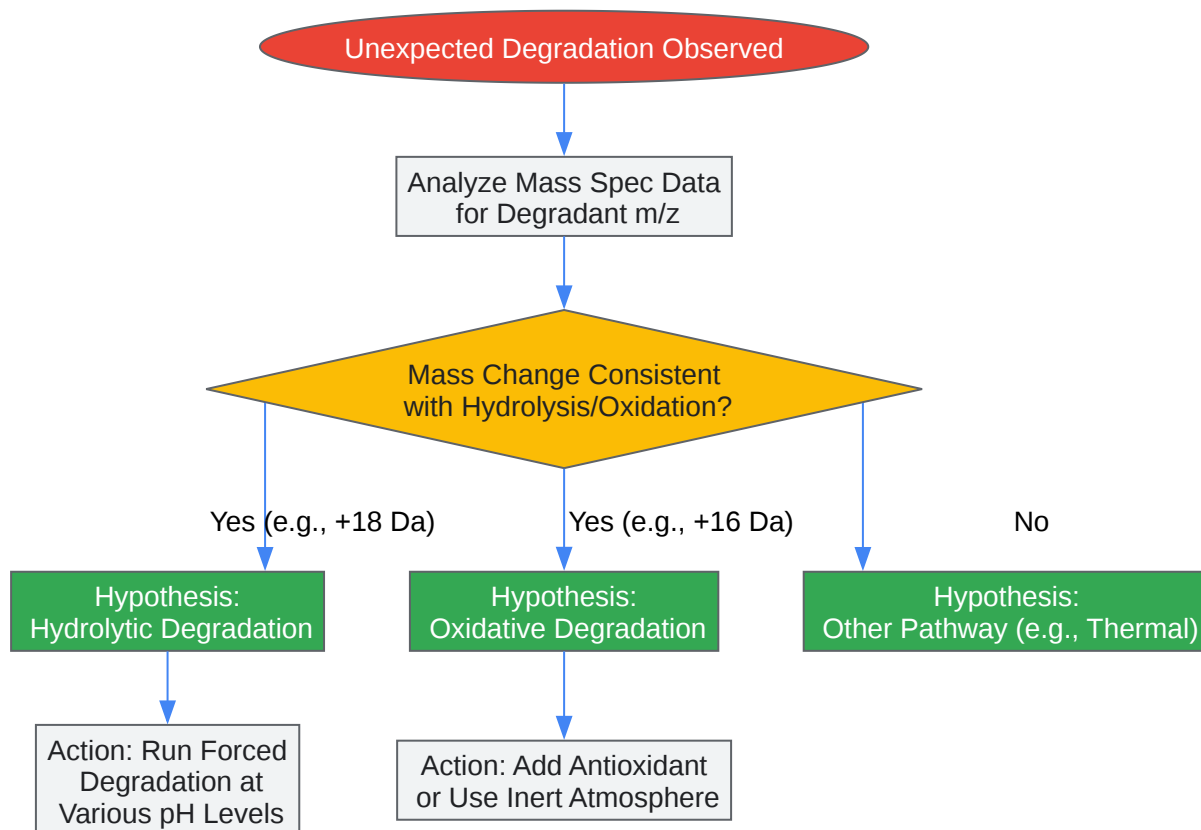 Unexpected Degradation Observed
Analyze Mass Spec Data
for Degradant m/z
Mass Change Consistent
with Hydrolysis/Oxidation?
Yes (e.g., +18 Da)
Yes (e.g., +16 Da)
No
Hypothesis:
Hydrolytic Degradation
Hypothesis:
Oxidative Degradation
Hypothesis:
Other Pathway (e.g., Thermal)
Action: Run Forced
Degradation at
Various pH Levels
Action: Add Antioxidant
or Use Inert Atmosphere